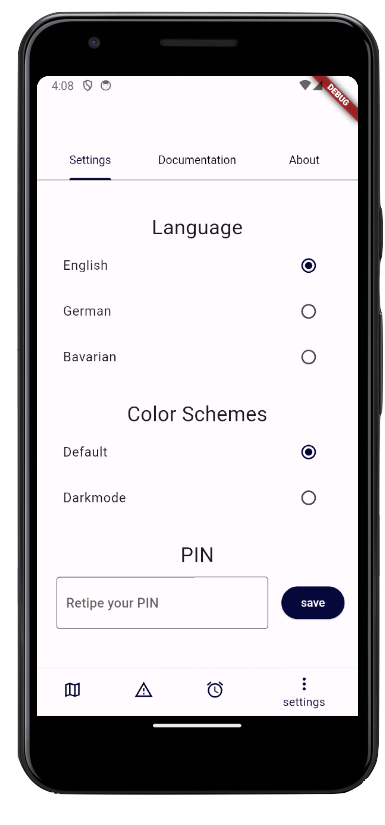 4:08
DEBUG
Settings Documentation About
Language
English
German
Bavarian
Color Schemes
Default
Darkmode
PIN
Retipe your PIN save
settings